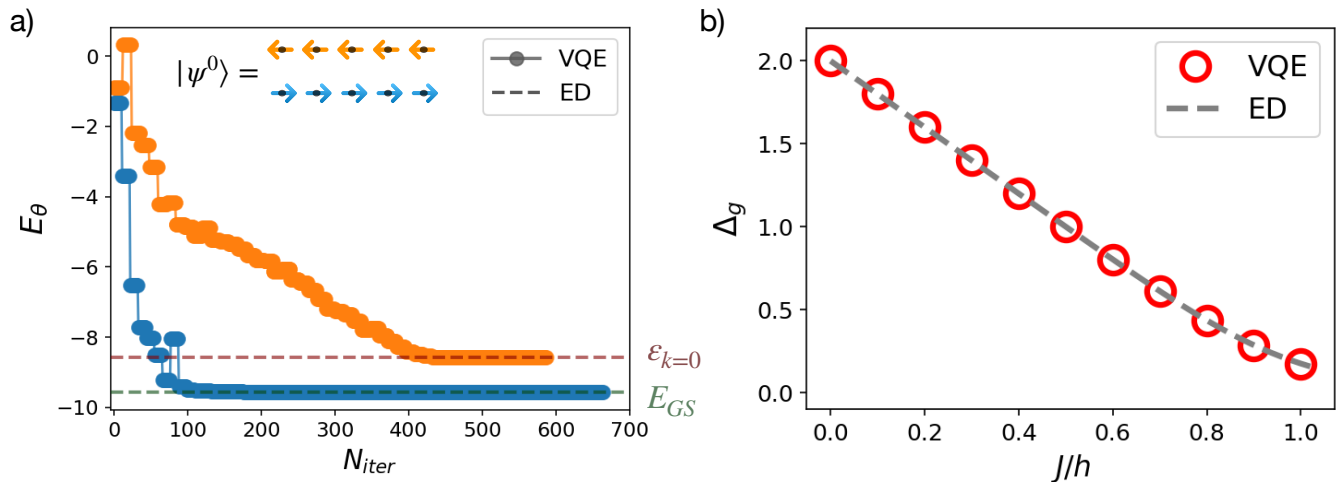 a)
|ψ⁰⟩ =
VQE
ED
0
−2
−4
−6
−8
−10
E_θ
ε_{k=0}
E_{GS}
0 100 200 300 400 500 600 700
N_{iter}
b)
VQE
ED
2.0
1.5
1.0
0.5
0.0
Δ_g
0.0 0.2 0.4 0.6 0.8 1.0
J/h